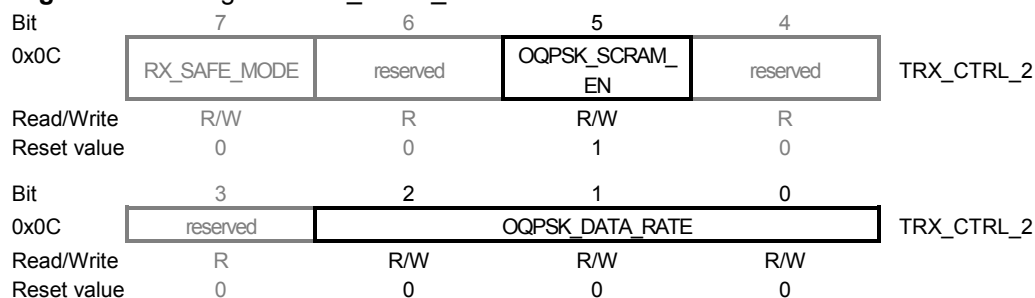 Bit 7 6 5 4
0x0C RX_SAFE_MODE reserved OQPSK_SCRAM_ EN reserved TRX_CTRL_2
Read/Write R/W R R/W R
Reset value 0 0 1 0
Bit 3 2 1 0
0x0C reserved OQPSK_DATA_RATE TRX_CTRL_2
Read/Write R R/W R/W R/W
Reset value 0 0 0 0